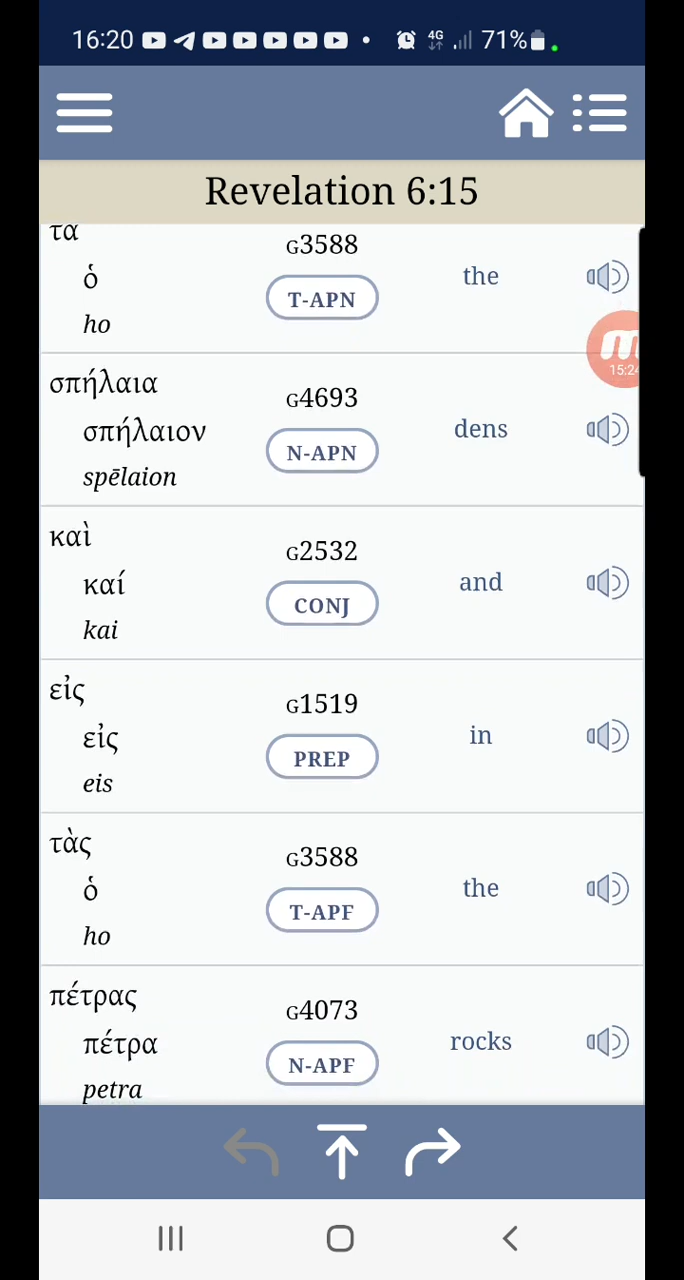 16:20 4G 71%
Revelation 6:15
τὰ G3588 the
ὁ T-APN
ho
15:24
σπήλαια G4693 dens
σπήλαιον N-APN
spēlaion
καὶ G2532 and
καί CONJ
kai
εἰς G1519 in
εἰς PREP
eis
τὰς G3588 the
ὁ T-APF
ho
πέτρας G4073 rocks
πέτρα N-APF
petra